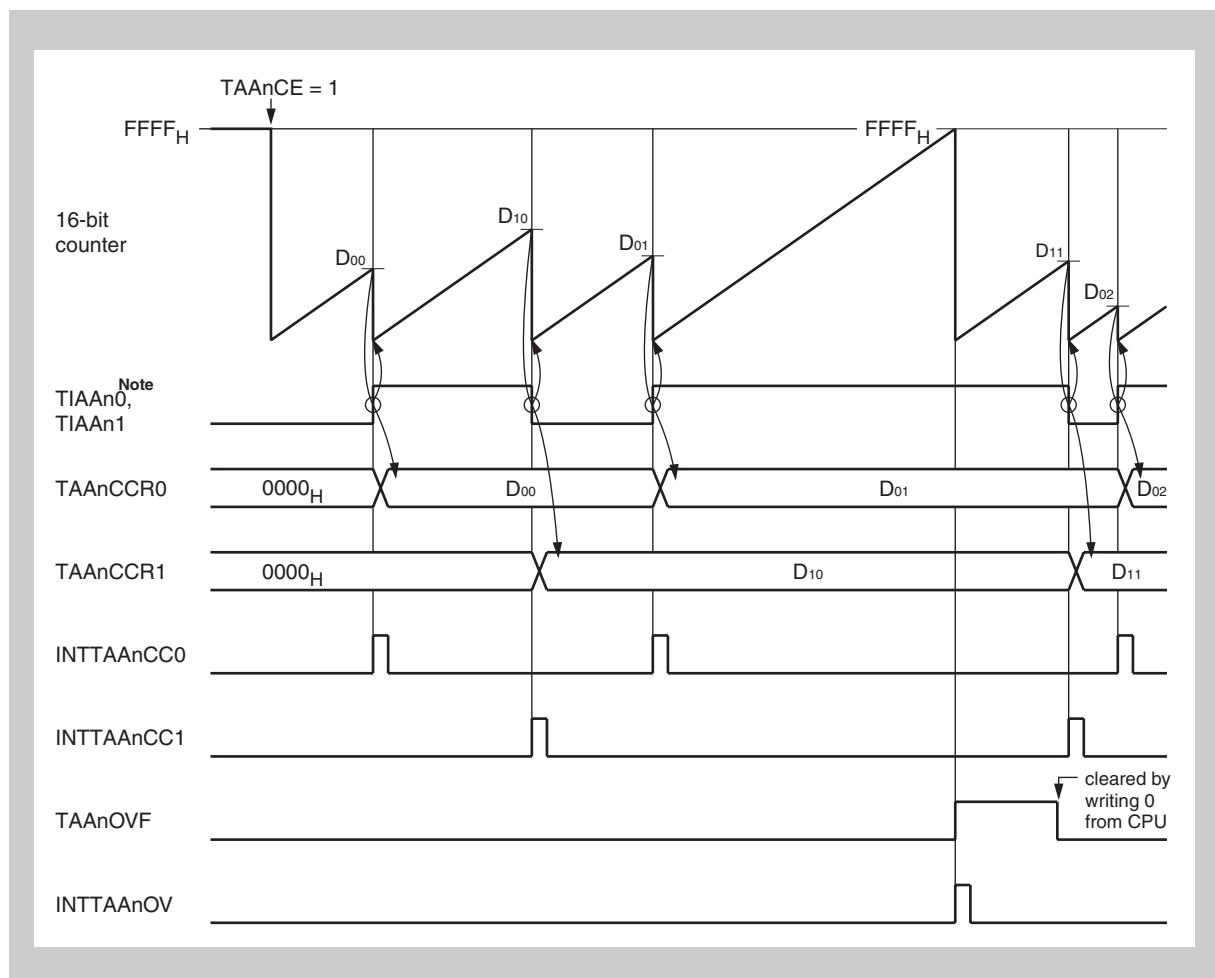 TAAnCE = 1
FFFFH
FFFFH
16-bit
counter
D00
D10
D01
D11
D02
TIAAn0,Note
TIAAn1
TAAnCCR0
0000H
D00
D01
D02
TAAnCCR1
0000H
D10
D11
INTTAAnCC0
INTTAAnCC1
TAAnOVF
cleared by
writing 0
from CPU
INTTAAnOV